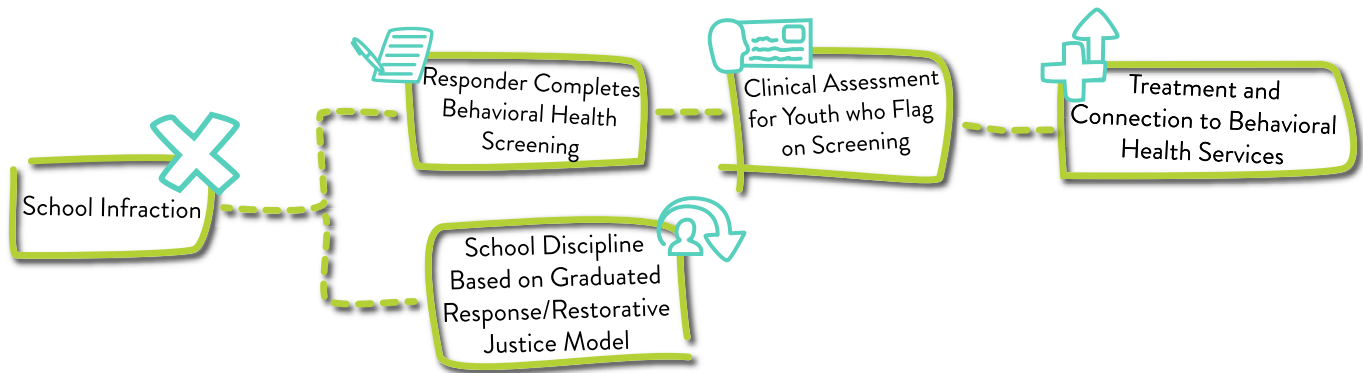 School Infraction
Responder Completes
Behavioral Health
Screening
Clinical Assessment
for Youth who Flag
on Screening
Treatment and
Connection to Behavioral
Health Services
School Discipline
Based on Graduated
Response/Restorative
Justice Model